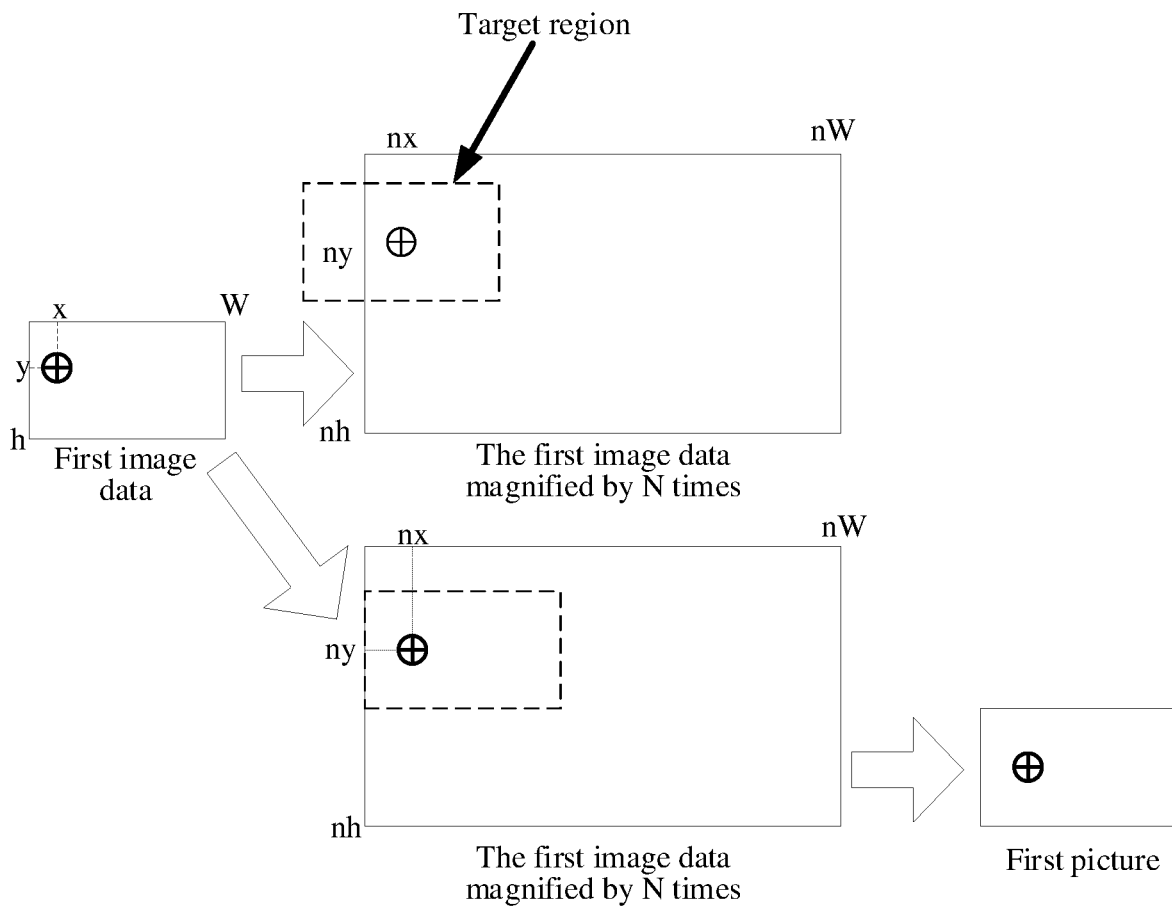 Target region
nx
nW
ny
nh
The first image data
magnified by N times
x
W
y
h
First image
data
nx
nW
ny
nh
The first image data
magnified by N times
First picture